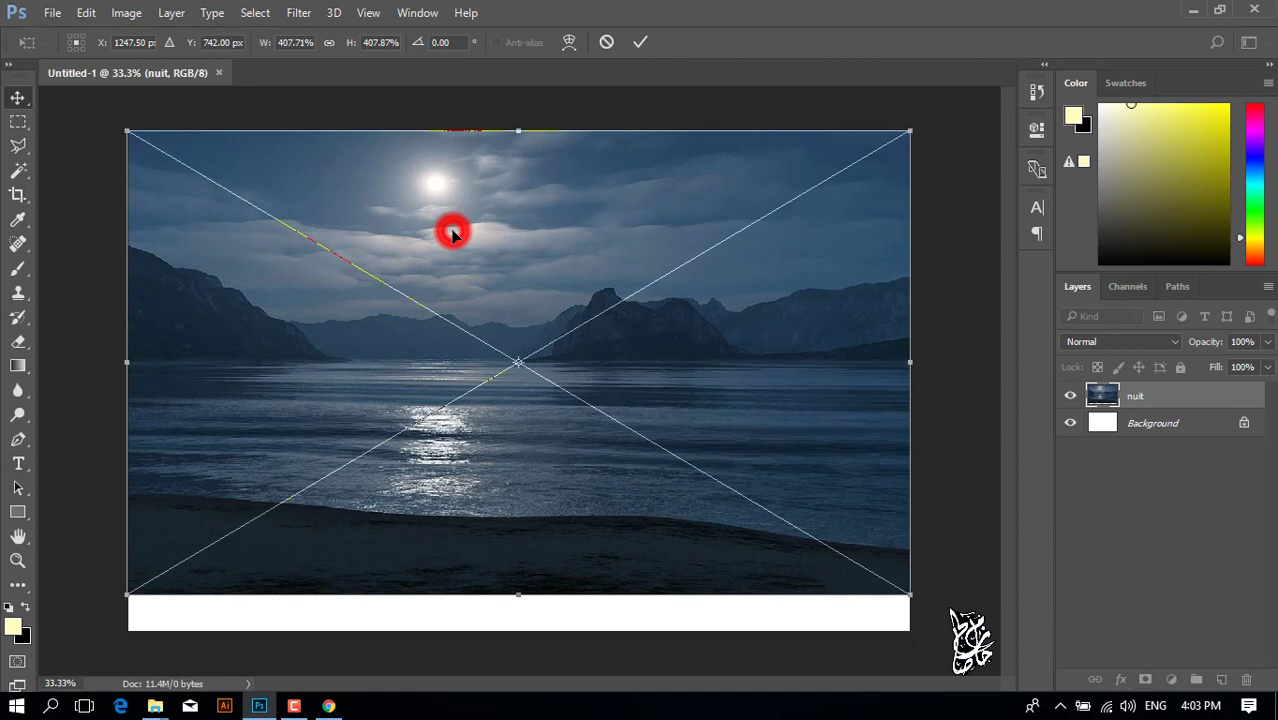 Ps File Edit Image Layer Type Select Filter 3D View Window Help
X: 1247.50 px Y: 742.00 px W: 407.71% H: 407.87% 0.00 ° Anti-alias
Untitled-1 @ 33.3% (nuit, RGB/8) ×
Color Swatches
Layers Channels Paths
Kind
Normal Opacity: 100%
Lock: Fill: 100%
nuit
Background
33.33% Doc: 11.4M/0 bytes
Ai Ps ENG 4:03 PM